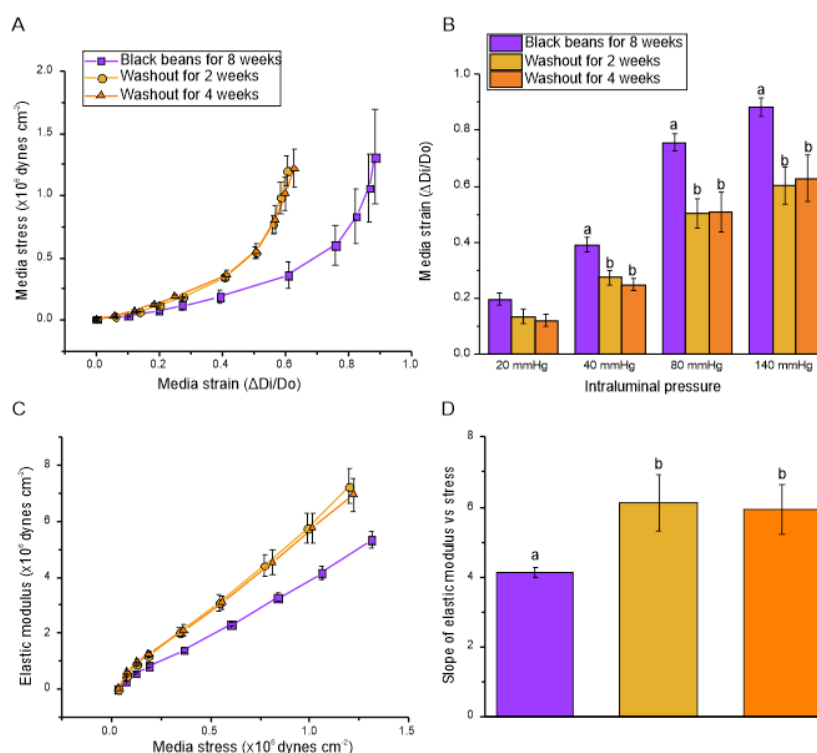 A
Black beans for 8 weeks
Washout for 2 weeks
Washout for 4 weeks
2.0
1.5
1.0
0.5
0.0
Media stress (x10⁶ dynes cm⁻²)
0.0 0.2 0.4 0.6 0.8 1.0
Media strain (ΔDi/Do)
B
Black beans for 8 weeks
Washout for 2 weeks
Washout for 4 weeks
1.0
0.8
0.6
0.4
0.2
0.0
Media strain (Δ Di/Do)
a
b b
a
b b
a
b b
20 mmHg 40 mmHg 80 mmHg 140 mmHg
Intraluminal pressure
C
8
6
4
2
0
Elastic modulus (x10⁶ dynes cm⁻²)
0.0 0.5 1.0 1.5
Media stress (x10⁶ dynes cm⁻²)
D
8
6
4
2
0
Slope of elastic modulus vs stress
a
b
b